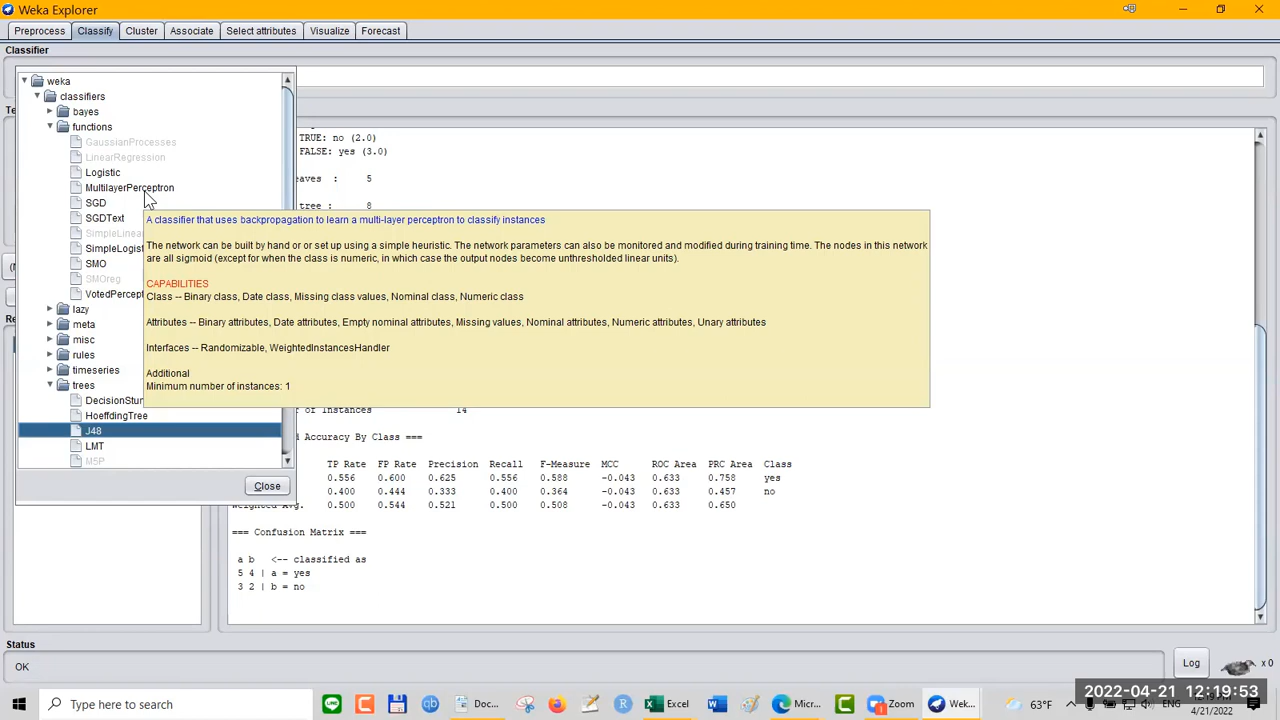 Weka Explorer
Preprocess Classify Cluster Associate Select attributes Visualize Forecast
Classifier
weka
classifiers
bayes
functions
GaussianProcesses
LinearRegression
Logistic
MultilayerPerceptron
SGD
SGDText
SimpleLinea
SimpleLogist
SMO
SMOreg
VotedPercept
lazy
meta
misc
rules
timeseries
trees
DecisionStum
HoeffdingTree
J48
LMT
M5P
Close
Te
(N
Re
TRUE: no (2.0)
FALSE: yes (3.0)
eaves : 5
tree : 8
A classifier that uses backpropagation to learn a multi-layer perceptron to classify instances
The network can be built by hand or or set up using a simple heuristic. The network parameters can also be monitored and modified during training time. The nodes in this network
are all sigmoid (except for when the class is numeric, in which case the output nodes become unthresholded linear units).
CAPABILITIES
Class -- Binary class, Date class, Missing class values, Nominal class, Numeric class
Attributes -- Binary attributes, Date attributes, Empty nominal attributes, Missing values, Nominal attributes, Numeric attributes, Unary attributes
Interfaces -- Randomizable, WeightedInstancesHandler
Additional
Minimum number of instances: 1
r of Instances 14
d Accuracy By Class ===
TP Rate FP Rate Precision Recall F-Measure MCC ROC Area PRC Area Class
0.556 0.600 0.625 0.556 0.588 -0.043 0.633 0.758 yes
0.400 0.444 0.333 0.400 0.364 -0.043 0.633 0.457 no
Weighted Avg. 0.500 0.544 0.521 0.500 0.508 -0.043 0.633 0.650
=== Confusion Matrix ===
a b <-- classified as
5 4 | a = yes
3 2 | b = no
Status
OK
Log
x 0
Type here to search
Doc...
Excel
Micr...
Zoom
Wek...
63°F
ENG
2022-04-21 12:19:53
4/21/2022